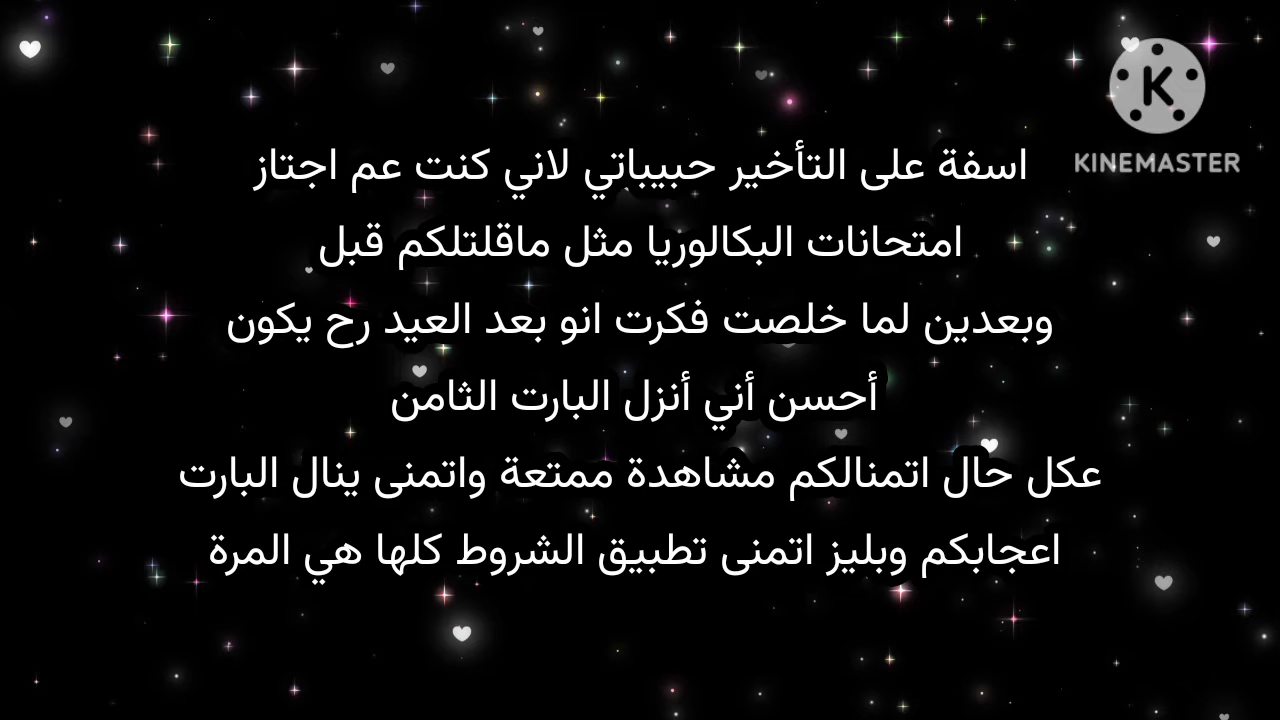 اسفة على التأخير حبيباتي لاني كنت عم اجتاز
امتحانات البكالوريا مثل ماقلتلكم قبل
وبعدين لما خلصت فكرت انو بعد العيد رح يكون
أحسن أني أنزل البارت الثامن
عكل حال اتمنالكم مشاهدة ممتعة واتمنى ينال البارت
اعجابكم وبليز اتمنى تطبيق الشروط كلها هي المرة
K
KINEMASTER